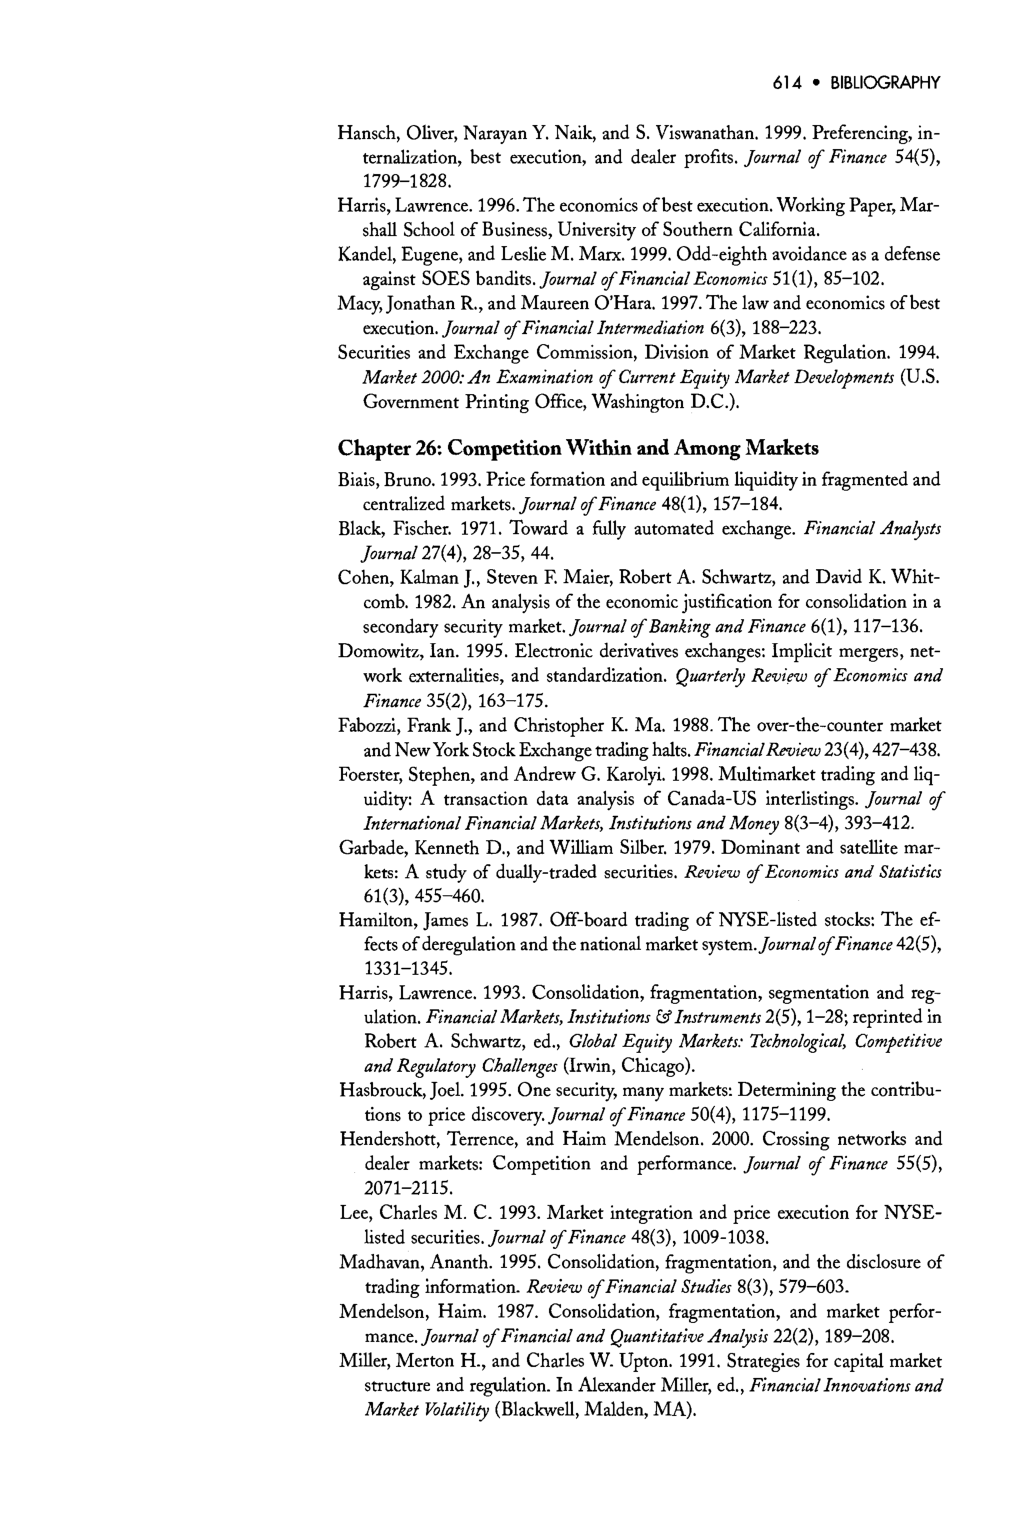 614 • BIBLIOGRAPHY
Hansch, Oliver, Narayan Y. Naik, and S. Viswanathan. 1999. Preferencing, in-
ternalization, best execution, and dealer profits. Journal of Finance 54(5),
1799–1828.
Harris, Lawrence. 1996. The economics of best execution. Working Paper, Mar-
shall School of Business, University of Southern California.
Kandel, Eugene, and Leslie M. Marx. 1999. Odd-eighth avoidance as a defense
against SOES bandits. Journal of Financial Economics 51(1), 85–102.
Macy, Jonathan R., and Maureen O'Hara. 1997. The law and economics of best
execution. Journal of Financial Intermediation 6(3), 188–223.
Securities and Exchange Commission, Division of Market Regulation. 1994.
Market 2000: An Examination of Current Equity Market Developments (U.S.
Government Printing Office, Washington D.C.).
Chapter 26: Competition Within and Among Markets
Biais, Bruno. 1993. Price formation and equilibrium liquidity in fragmented and
centralized markets. Journal of Finance 48(1), 157–184.
Black, Fischer. 1971. Toward a fully automated exchange. Financial Analysts
Journal 27(4), 28–35, 44.
Cohen, Kalman J., Steven F. Maier, Robert A. Schwartz, and David K. Whit-
comb. 1982. An analysis of the economic justification for consolidation in a
secondary security market. Journal of Banking and Finance 6(1), 117–136.
Domowitz, Ian. 1995. Electronic derivatives exchanges: Implicit mergers, net-
work externalities, and standardization. Quarterly Review of Economics and
Finance 35(2), 163–175.
Fabozzi, Frank J., and Christopher K. Ma. 1988. The over-the-counter market
and New York Stock Exchange trading halts. Financial Review 23(4), 427–438.
Foerster, Stephen, and Andrew G. Karolyi. 1998. Multimarket trading and liq-
uidity: A transaction data analysis of Canada-US interlistings. Journal of
International Financial Markets, Institutions and Money 8(3–4), 393–412.
Garbade, Kenneth D., and William Silber. 1979. Dominant and satellite mar-
kets: A study of dually-traded securities. Review of Economics and Statistics
61(3), 455–460.
Hamilton, James L. 1987. Off-board trading of NYSE-listed stocks: The ef-
fects of deregulation and the national market system. Journal of Finance 42(5),
1331–1345.
Harris, Lawrence. 1993. Consolidation, fragmentation, segmentation and reg-
ulation. Financial Markets, Institutions & Instruments 2(5), 1–28; reprinted in
Robert A. Schwartz, ed., Global Equity Markets: Technological, Competitive
and Regulatory Challenges (Irwin, Chicago).
Hasbrouck, Joel. 1995. One security, many markets: Determining the contribu-
tions to price discovery. Journal of Finance 50(4), 1175–1199.
Hendershott, Terrence, and Haim Mendelson. 2000. Crossing networks and
dealer markets: Competition and performance. Journal of Finance 55(5),
2071–2115.
Lee, Charles M. C. 1993. Market integration and price execution for NYSE-
listed securities. Journal of Finance 48(3), 1009-1038.
Madhavan, Ananth. 1995. Consolidation, fragmentation, and the disclosure of
trading information. Review of Financial Studies 8(3), 579–603.
Mendelson, Haim. 1987. Consolidation, fragmentation, and market perfor-
mance. Journal of Financial and Quantitative Analysis 22(2), 189–208.
Miller, Merton H., and Charles W. Upton. 1991. Strategies for capital market
structure and regulation. In Alexander Miller, ed., Financial Innovations and
Market Volatility (Blackwell, Malden, MA).